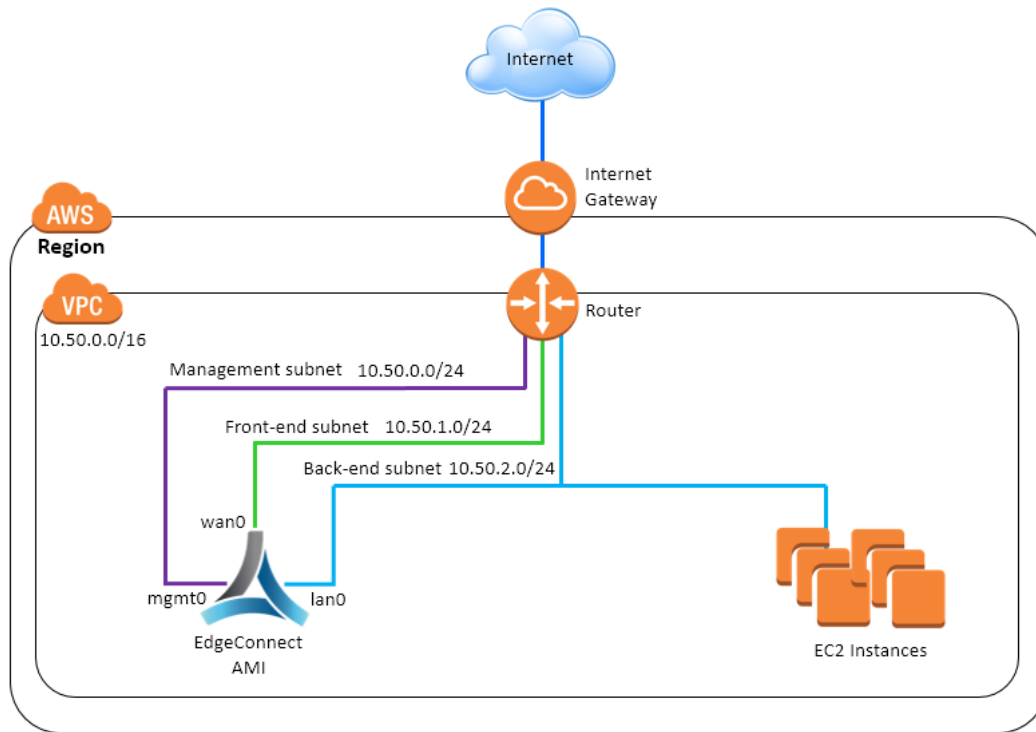 Internet
Internet
Gateway
AWS
Region
VPC
Router
10.50.0.0/16
Management subnet 10.50.0.0/24
Front-end subnet 10.50.1.0/24
Back-end subnet 10.50.2.0/24
wan0
mgmt0
lan0
EdgeConnect
AMI
EC2 Instances